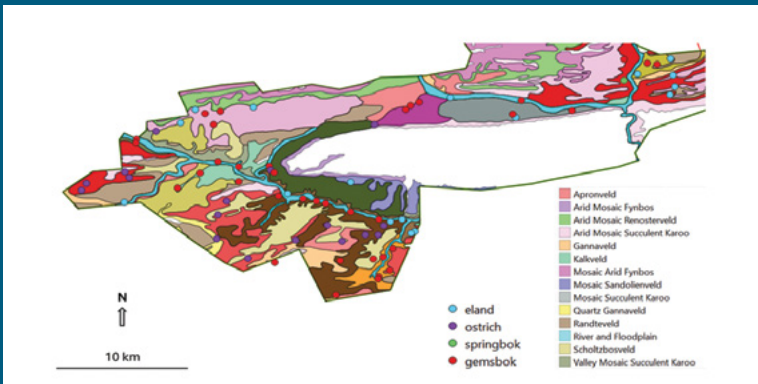 Apronveld
Arid Mosaic Fynbos
Arid Mosaic Renosterveld
Arid Mosaic Succulent Karoo
Gannaveld
Kalkveld
Mosaic Arid Fynbos
Mosaic Sandolienveld
Mosaic Succulent Karoo
Quartz Gannaveld
Randteveld
River and Floodplain
Scholtzbosveld
Valley Mosaic Succulent Karoo
N
eland
ostrich
springbok
gemsbok
10 km